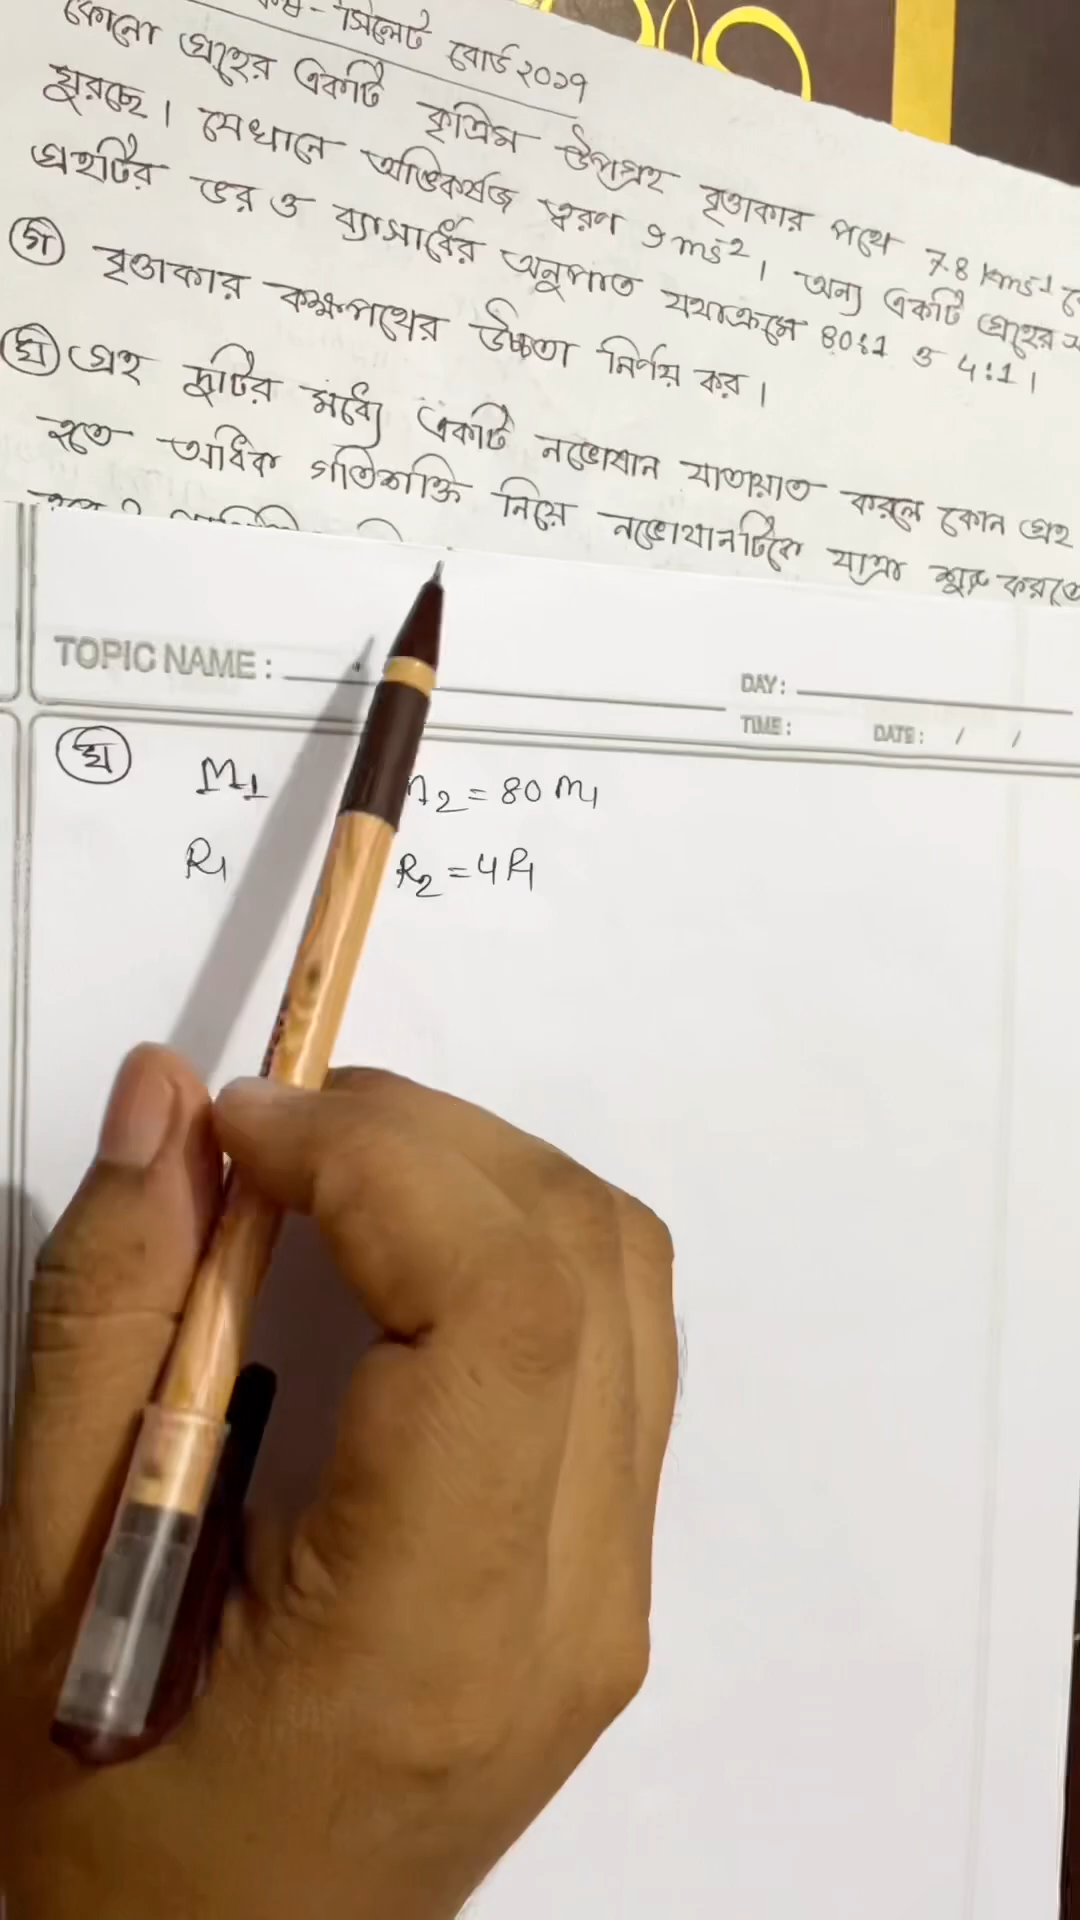 সিলেট বোর্ড ২০১৭
কোনো গ্রহের একটি কৃত্রিম উপগ্রহ বৃত্তাকার পথে 7.8 kms⁻¹
ঘুরছে। সেখানে অভিকর্ষজ ত্বরণ 9 ms⁻²। অন্য একটি গ্রহের
গ্রহটির ভর ও ব্যাসার্ধের অনুপাত যথাক্রমে 80:1 ও 4:1।
(গ) বৃত্তাকার কক্ষপথের উচ্চতা নির্ণয় কর।
(ঘ) গ্রহ দুটির মধ্যে একটি নভোযান যাতায়াত করলে কোন গ্রহ
হতে অধিক গতিশক্তি নিয়ে নভোযানটিকে যাত্রা শুরু করতে
TOPIC NAME :
DAY :
TIME :
DATE : / /
(ঘ) M₁ M₂ = 80 M₁
R₁ R₂ = 4R₁